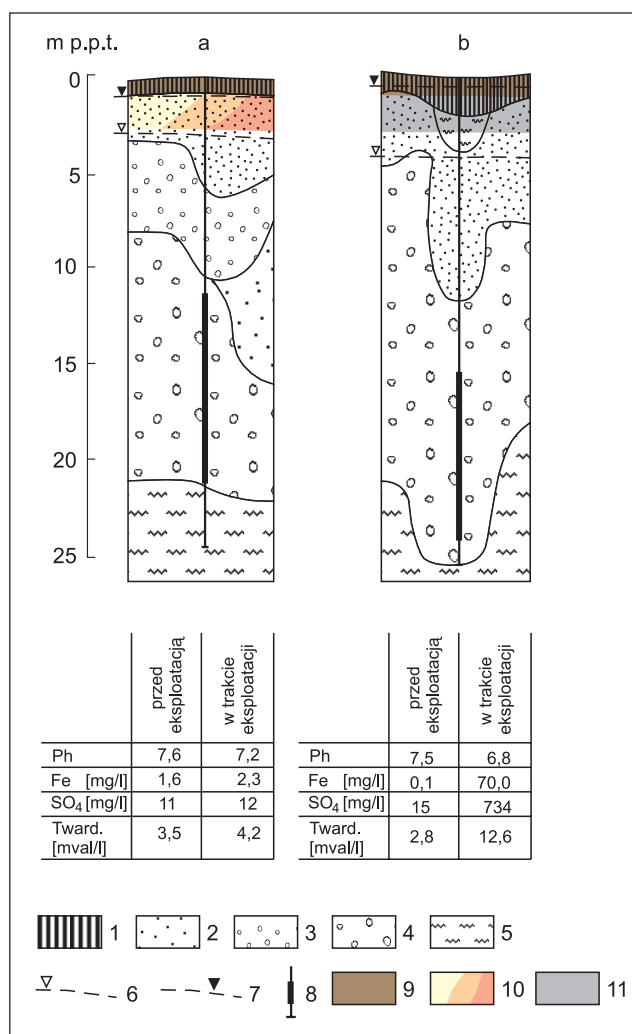 m p.p.t. a b
0
5
10
15
20
25
przed eksploatacją
w trakcie eksploatacji
Ph 7,6 7,2
Fe [mg/l] 1,6 2,3
SO₄ [mg/l] 11 12
Tward. [mval/l] 3,5 4,2
przed eksploatacją
w trakcie eksploatacji
Ph 7,5 6,8
Fe [mg/l] 0,1 70,0
SO₄ [mg/l] 15 734
Tward. [mval/l] 2,8 12,6
1 2 3 4 5
6 7 8 9 10 11